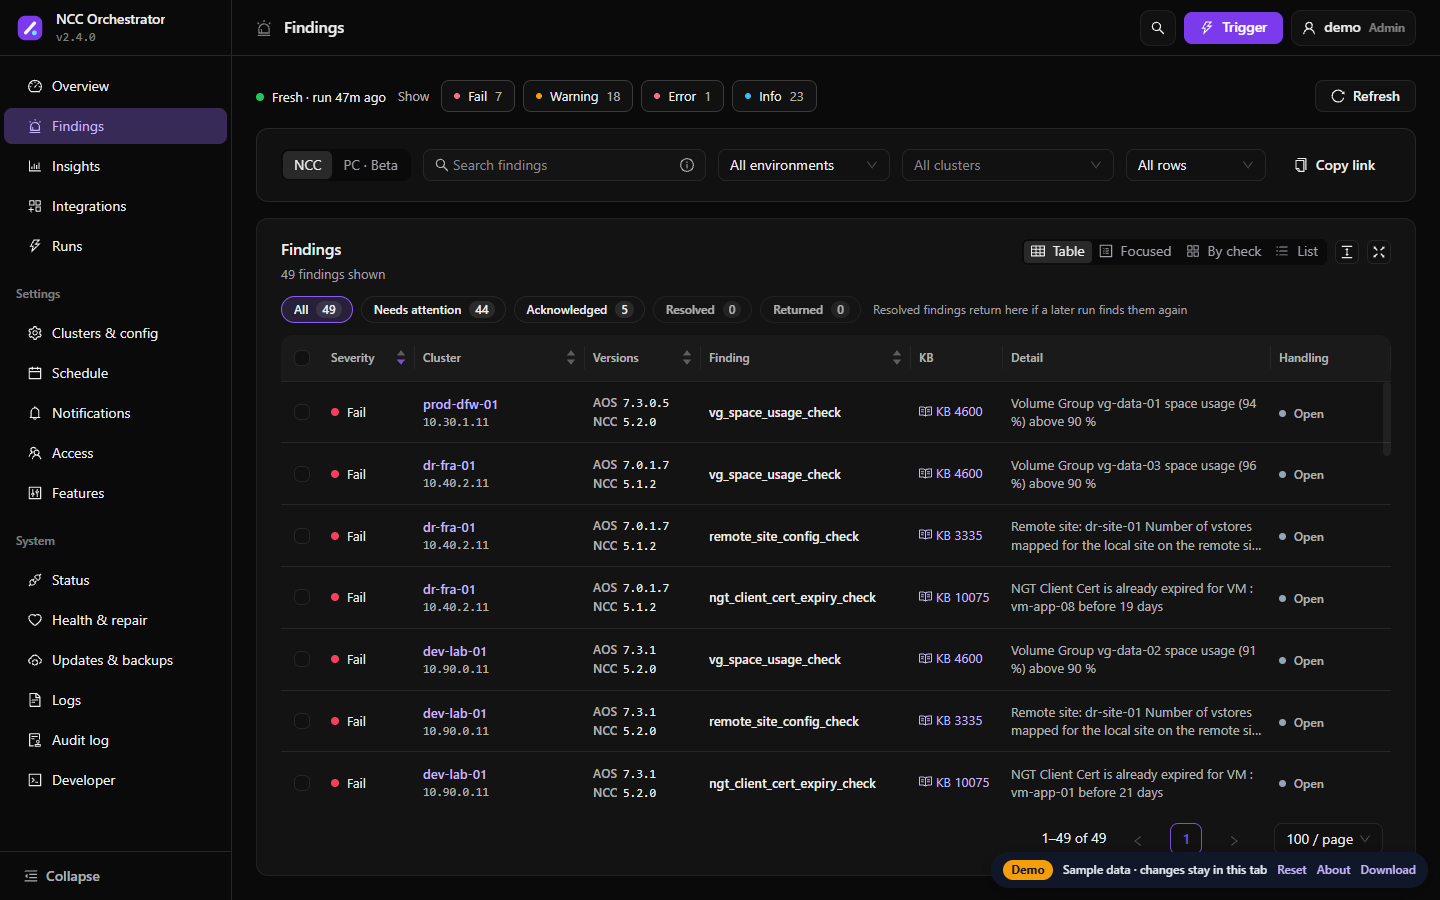 NCC Orchestrator
v2.4.0
Findings
Trigger
demo Admin
Overview
Findings
Insights
Integrations
Runs
Settings
Clusters & config
Schedule
Notifications
Access
Features
System
Status
Health & repair
Updates & backups
Logs
Audit log
Developer
Collapse
Fresh · run 47m ago Show Fail 7 Warning 18 Error 1 Info 23 Refresh
NCC PC · Beta Search findings All environments All clusters All rows Copy link
Findings
49 findings shown
Table Focused By check List
All 49 Needs attention 44 Acknowledged 5 Resolved 0 Returned 0 Resolved findings return here if a later run finds them again
Severity Cluster Versions Finding KB Detail Handling
Fail prod-dfw-01 10.30.1.11 AOS 7.3.0.5 NCC 5.2.0 vg_space_usage_check KB 4600 Volume Group vg-data-01 space usage (94 %) above 90 % Open
Fail dr-fra-01 10.40.2.11 AOS 7.0.1.7 NCC 5.1.2 vg_space_usage_check KB 4600 Volume Group vg-data-03 space usage (96 %) above 90 % Open
Fail dr-fra-01 10.40.2.11 AOS 7.0.1.7 NCC 5.1.2 remote_site_config_check KB 3335 Remote site: dr-site-01 Number of vstores mapped for the local site on the remote si... Open
Fail dr-fra-01 10.40.2.11 AOS 7.0.1.7 NCC 5.1.2 ngt_client_cert_expiry_check KB 10075 NGT Client Cert is already expired for VM : vm-app-08 before 19 days Open
Fail dev-lab-01 10.90.0.11 AOS 7.3.1 NCC 5.2.0 vg_space_usage_check KB 4600 Volume Group vg-data-02 space usage (91 %) above 90 % Open
Fail dev-lab-01 10.90.0.11 AOS 7.3.1 NCC 5.2.0 remote_site_config_check KB 3335 Remote site: dr-site-01 Number of vstores mapped for the local site on the remote si... Open
Fail dev-lab-01 10.90.0.11 AOS 7.3.1 NCC 5.2.0 ngt_client_cert_expiry_check KB 10075 NGT Client Cert is already expired for VM : vm-app-01 before 21 days Open
1–49 of 49 < 1 > 100 / page
Demo Sample data · changes stay in this tab Reset About Download